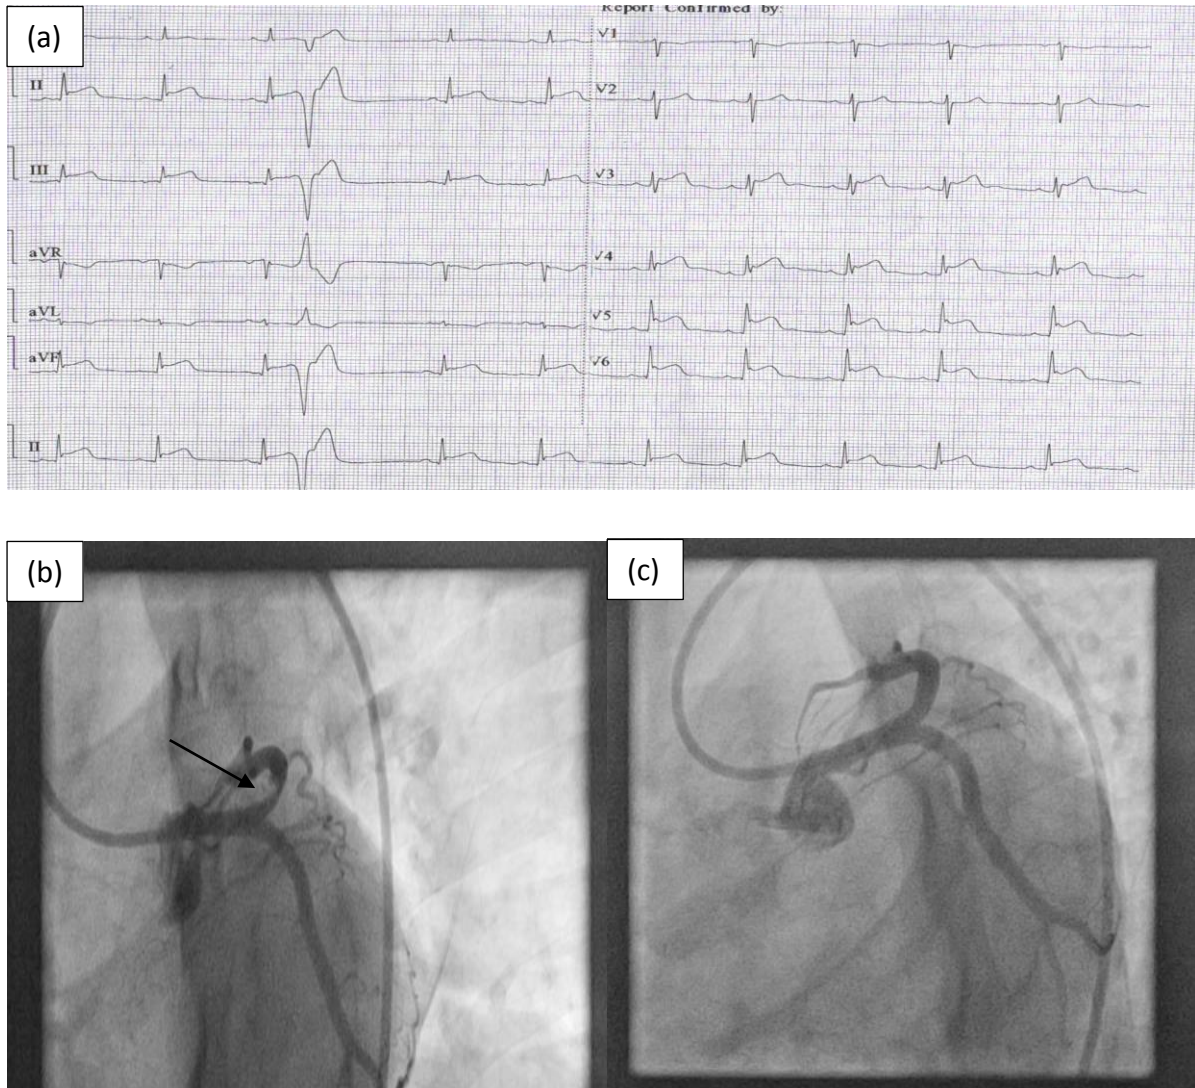 (a)
Report Confirmed by:
II
III
aVR
aVL
aVF
II
V1
V2
V3
V4
V5
V6
(b)
(c)